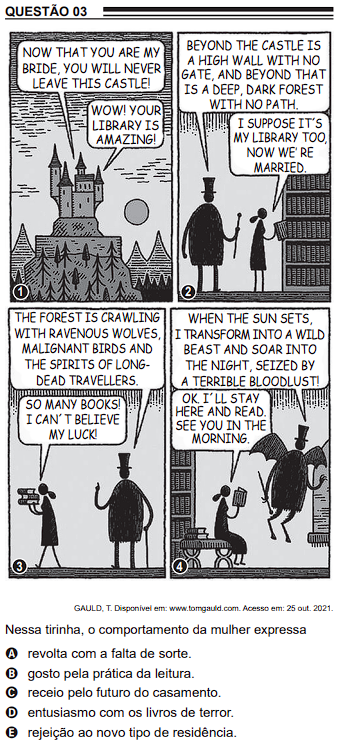 QUESTÃO 03
NOW THAT YOU ARE MY
BRIDE, YOU WILL NEVER
LEAVE THIS CASTLE!
WOW! YOUR
LIBRARY IS
AMAZING!
1
BEYOND THE CASTLE IS
A HIGH WALL WITH NO
GATE, AND BEYOND THAT
IS A DEEP, DARK FOREST
WITH NO PATH.
I SUPPOSE IT'S
MY LIBRARY TOO,
NOW WE'RE
MARRIED.
2
THE FOREST IS CRAWLING
WITH RAVENOUS WOLVES,
MALIGNANT BIRDS AND
THE SPIRITS OF LONG-
DEAD TRAVELLERS.
SO MANY BOOKS!
I CAN'T BELIEVE
MY LUCK!
3
WHEN THE SUN SETS,
I TRANSFORM INTO A WILD
BEAST AND SOAR INTO
THE NIGHT, SEIZED BY
A TERRIBLE BLOODLUST!
OK. I'LL STAY
HERE AND READ.
SEE YOU IN THE
MORNING.
4
GAULD, T. Disponível em: www.tomgauld.com. Acesso em: 25 out. 2021.
Nessa tirinha, o comportamento da mulher expressa
A revolta com a falta de sorte.
B gosto pela prática da leitura.
C receio pelo futuro do casamento.
D entusiasmo com os livros de terror.
E rejeição ao novo tipo de residência.